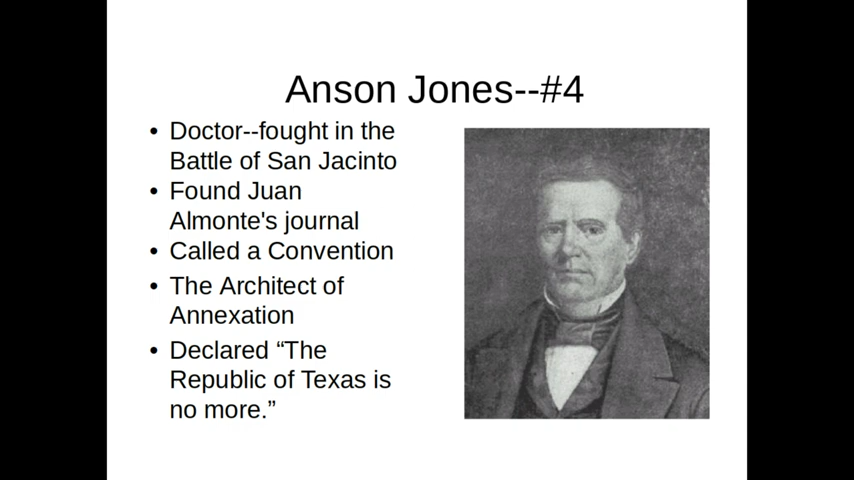 Anson Jones--#4
• Doctor--fought in the
Battle of San Jacinto
• Found Juan
Almonte's journal
• Called a Convention
• The Architect of
Annexation
• Declared “The
Republic of Texas is
no more.”